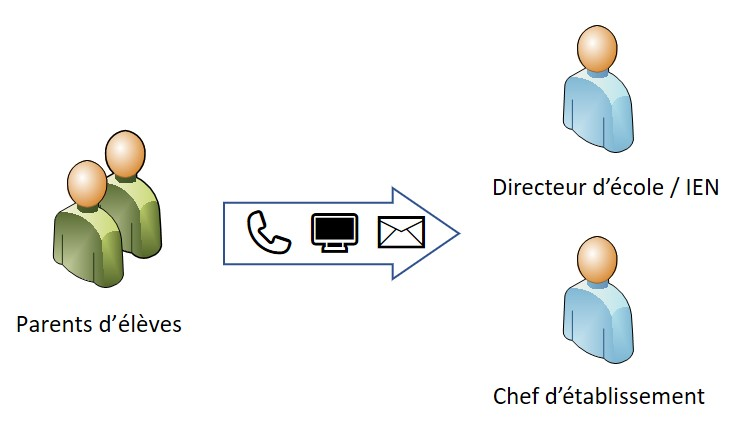 Directeur d’école / IEN
Parents d’élèves
Chef d’établissement